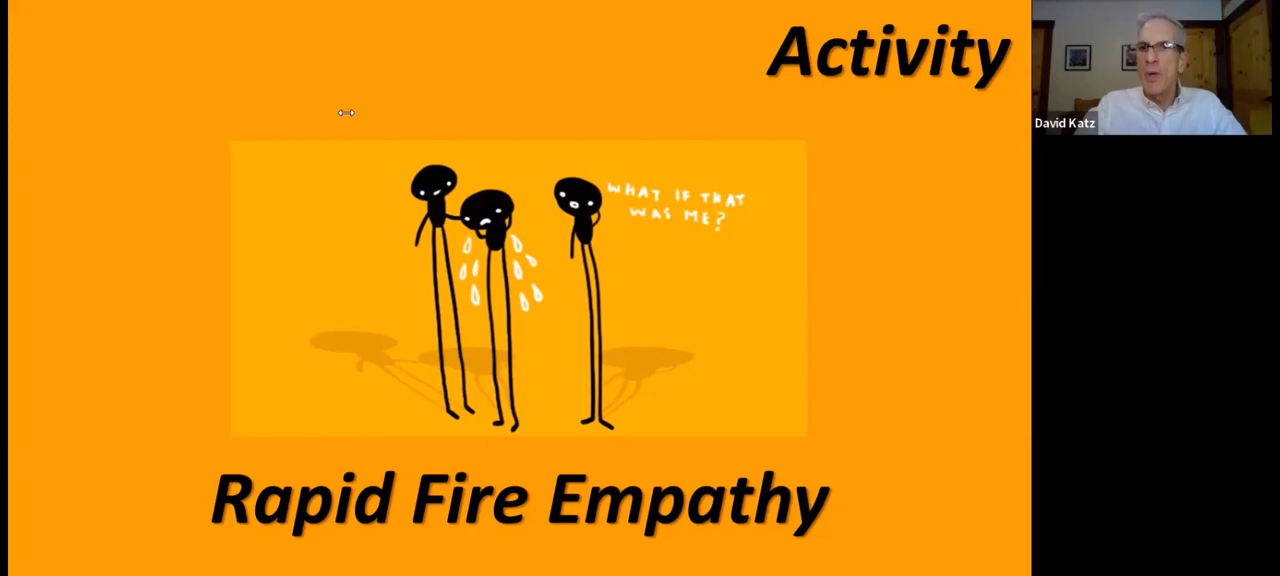 Activity
David Katz
WHAT IF THAT
WAS ME?
Rapid Fire Empathy